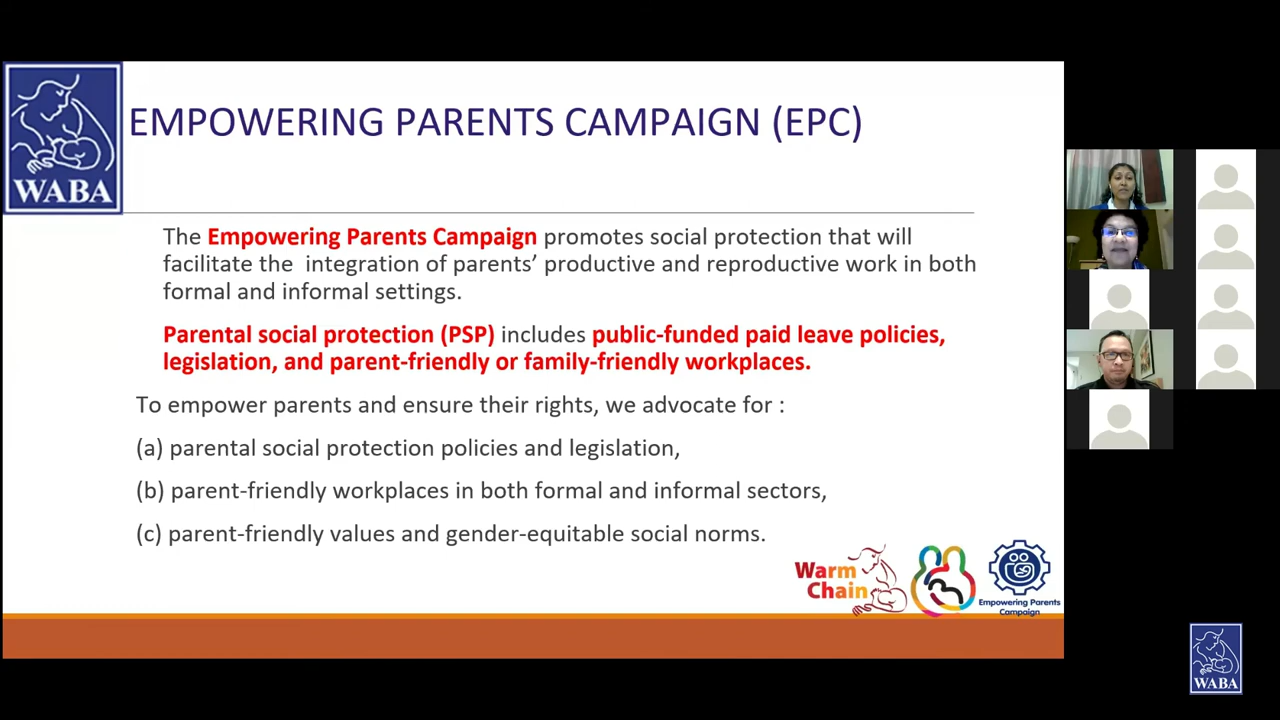 WABA
EMPOWERING PARENTS CAMPAIGN (EPC)
The Empowering Parents Campaign promotes social protection that will
facilitate the integration of parents’ productive and reproductive work in both
formal and informal settings.
Parental social protection (PSP) includes public-funded paid leave policies,
legislation, and parent-friendly or family-friendly workplaces.
To empower parents and ensure their rights, we advocate for :
(a) parental social protection policies and legislation,
(b) parent-friendly workplaces in both formal and informal sectors,
(c) parent-friendly values and gender-equitable social norms.
Warm
Chain
Empowering Parents
Campaign
WABA